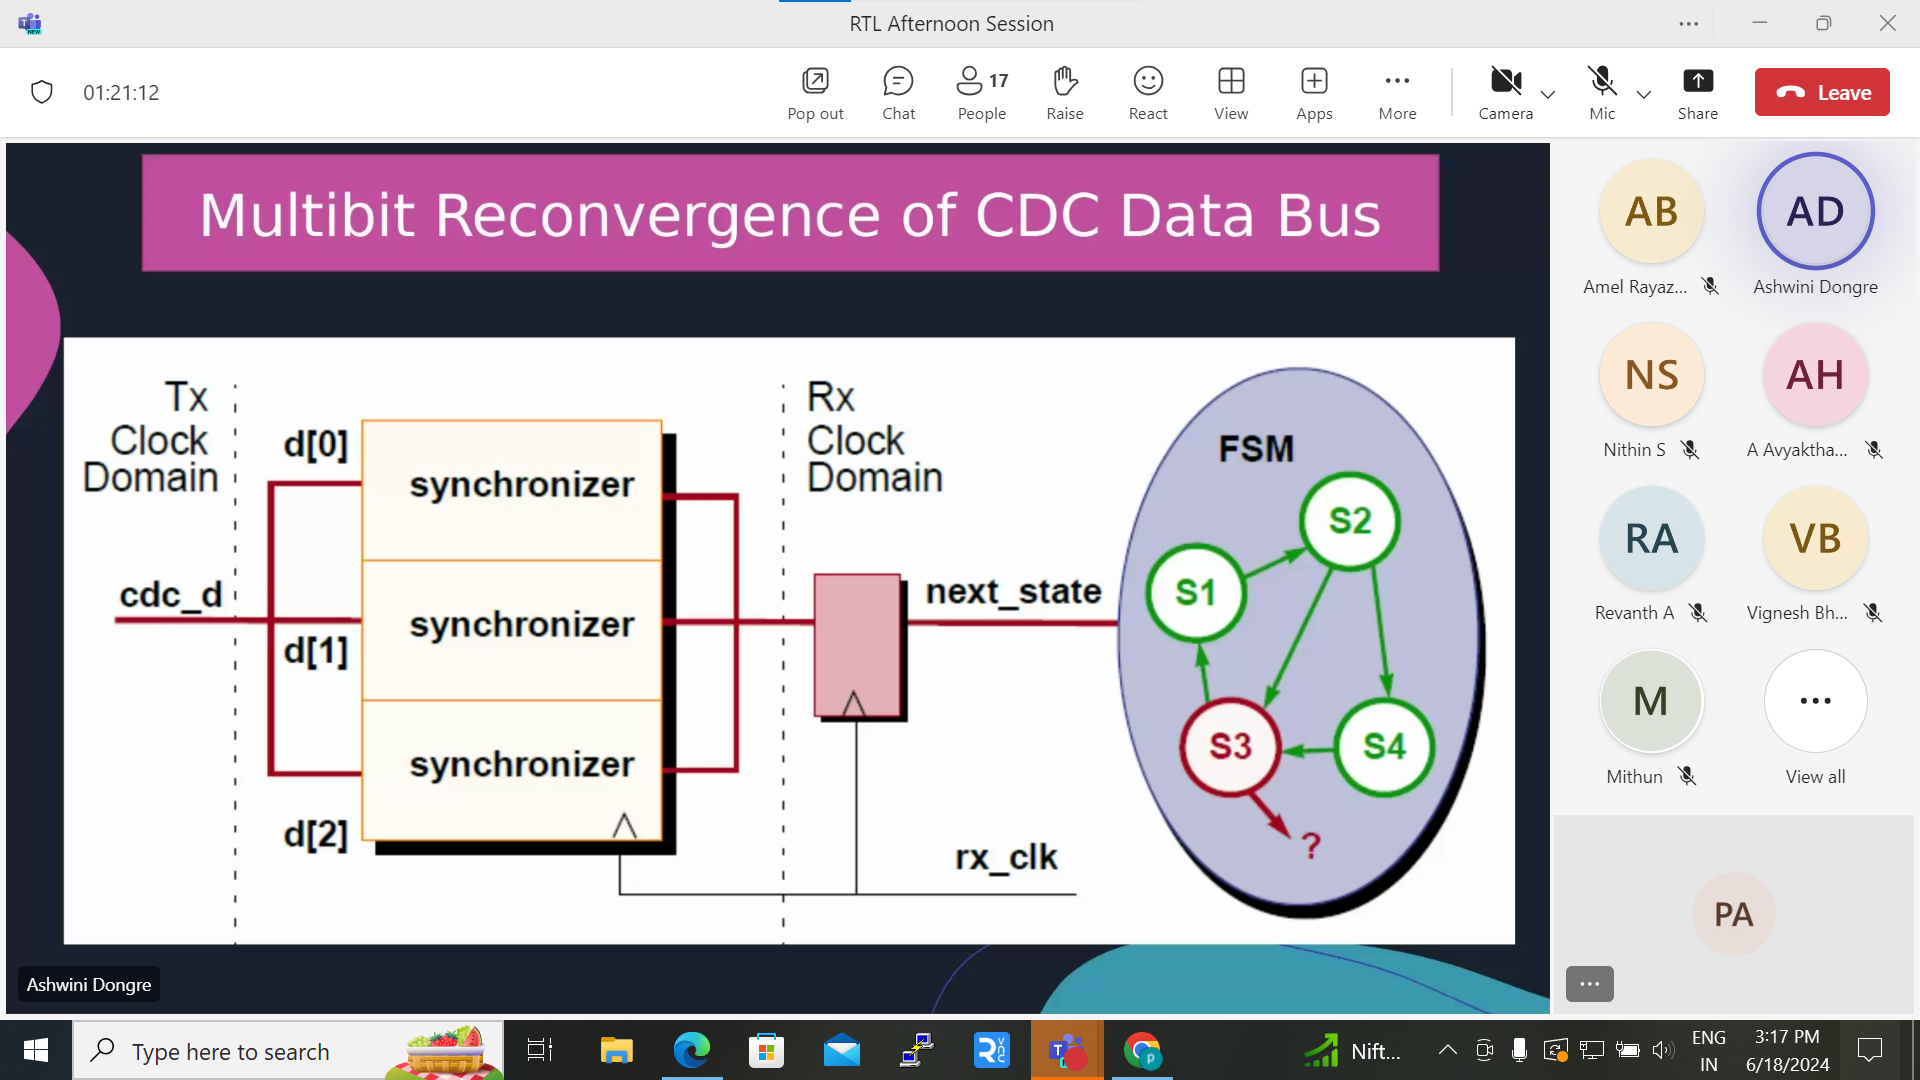 NEW
RTL Afternoon Session
01:21:12
Pop out
Chat
17
People
Raise
React
View
Apps
More
Camera
Mic
Share
Leave
Multibit Reconvergence of CDC Data Bus
Tx
Clock
Domain
d[0]
synchronizer
Rx
Clock
Domain
FSM
S2
S1
cdc_d
d[1]
synchronizer
next_state
S3
S4
synchronizer
d[2]
?
rx_clk
Ashwini Dongre
AB
Amel Rayaz...
AD
Ashwini Dongre
NS
Nithin S
AH
A Avyaktha...
RA
Revanth A
VB
Vignesh Bh...
M
Mithun
...
View all
PA
...
Type here to search
Nift...
ENG
IN
3:17 PM
6/18/2024